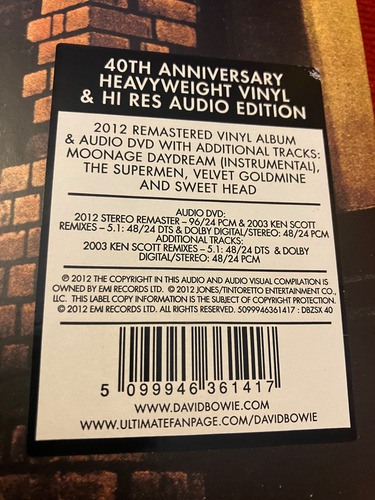 40TH ANNIVERSARY
HEAVYWEIGHT VINYL
& HI RES AUDIO EDITION
2012 REMASTERED VINYL ALBUM
& AUDIO DVD WITH ADDITIONAL TRACKS:
MOONAGE DAYDREAM (INSTRUMENTAL),
THE SUPERMEN, VELVET GOLDMINE
AND SWEET HEAD
AUDIO DVD:
2012 STEREO REMASTER – 96/24 PCM & 2003 KEN SCOTT
REMIXES – 5.1: 48/24 DTS & DOLBY DIGITAL/STEREO: 48/24 PCM
ADDITIONAL TRACKS:
2003 KEN SCOTT REMIXES – 5.1: 48/24 DTS & DOLBY
DIGITAL/STEREO: 48/24 PCM
℗ 2012 THE COPYRIGHT IN THIS AUDIO AND AUDIO VISUAL COMPILATION IS
OWNED BY EMI RECORDS LTD. © 2012 JONES/TINTORETTO ENTERTAINMENT CO.,
LLC. THIS LABEL COPY INFORMATION IS THE SUBJECT OF COPYRIGHT PROTECTION.
© 2012 EMI RECORDS LTD. ALL RIGHTS RESERVED. 5099946361417 : DBZSX 40
5 099946 361417
WWW.DAVIDBOWIE.COM
WWW.ULTIMATEFANPAGE.COM/DAVIDBOWIE